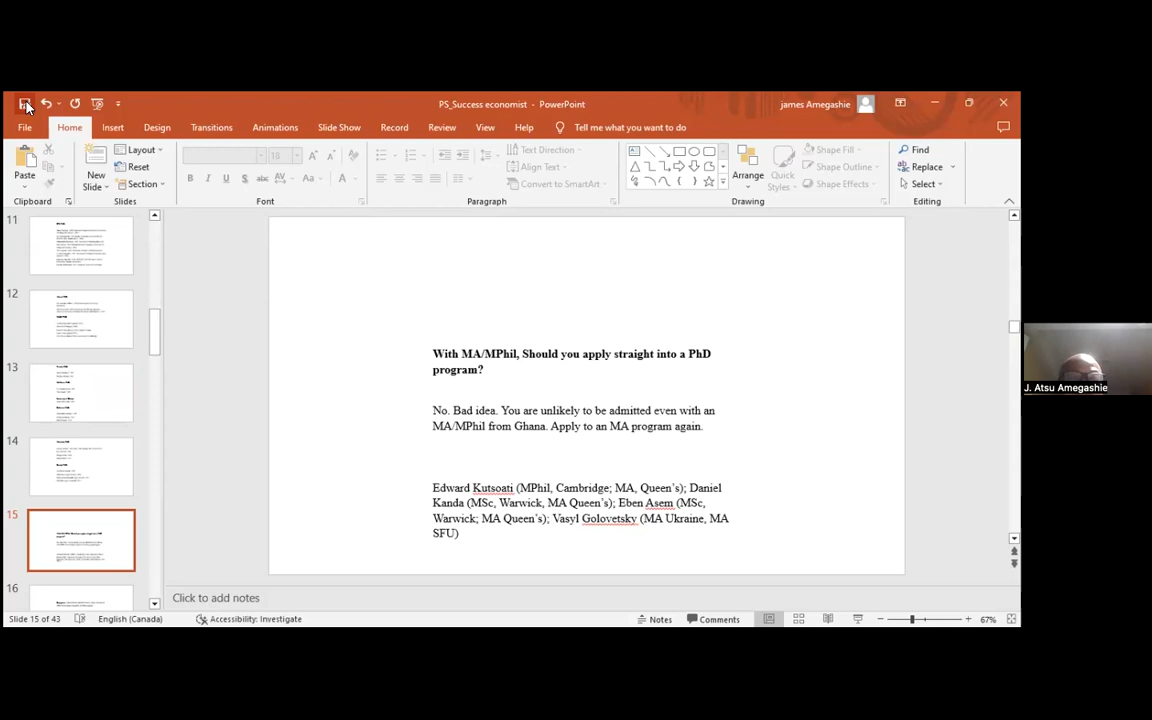 PS_Success economist - PowerPoint
james Amegashie
File Home Insert Design Transitions Animations Slide Show Record Review View Help Tell me what you want to do
Paste
Clipboard
New Slide
Layout
Reset
Section
Slides
18
Font
Text Direction
Align Text
Convert to SmartArt
Paragraph
Arrange
Quick Styles
Shape Fill
Shape Outline
Shape Effects
Drawing
Find
Replace
Select
Editing
11
12
13
14
15
16
With MA/MPhil, Should you apply straight into a PhD
program?
No. Bad idea. You are unlikely to be admitted even with an
MA/MPhil from Ghana. Apply to an MA program again.
Edward Kutsoati (MPhil, Cambridge; MA, Queen's); Daniel
Kanda (MSc, Warwick, MA Queen's); Eben Asem (MSc,
Warwick; MA Queen's); Vasyl Golovetsky (MA Ukraine, MA
SFU)
J. Atsu Amegashie
Click to add notes
Slide 15 of 43 English (Canada) Accessibility: Investigate Notes Comments 67%